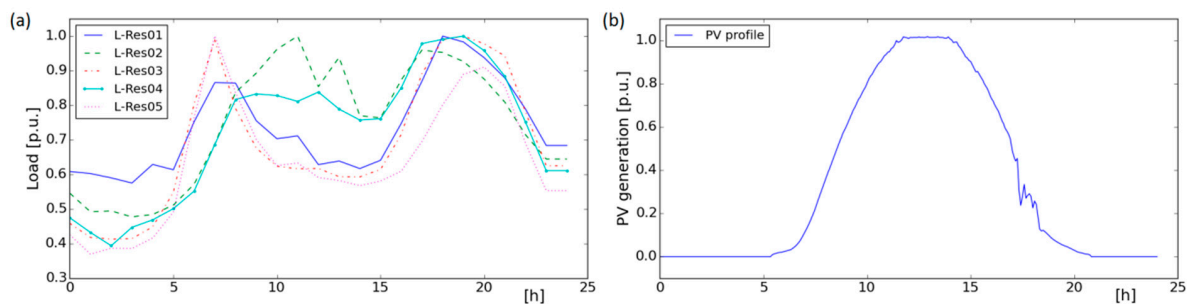 (a)
Load [p.u.]
1.0
0.9
0.8
0.7
0.6
0.5
0.4
0.3
L-Res01
L-Res02
L-Res03
L-Res04
L-Res05
0 5 10 15 20 25
[h]
(b)
PV generation [p.u.]
1.0
0.8
0.6
0.4
0.2
0.0
PV profile
0 5 10 15 20 25
[h]